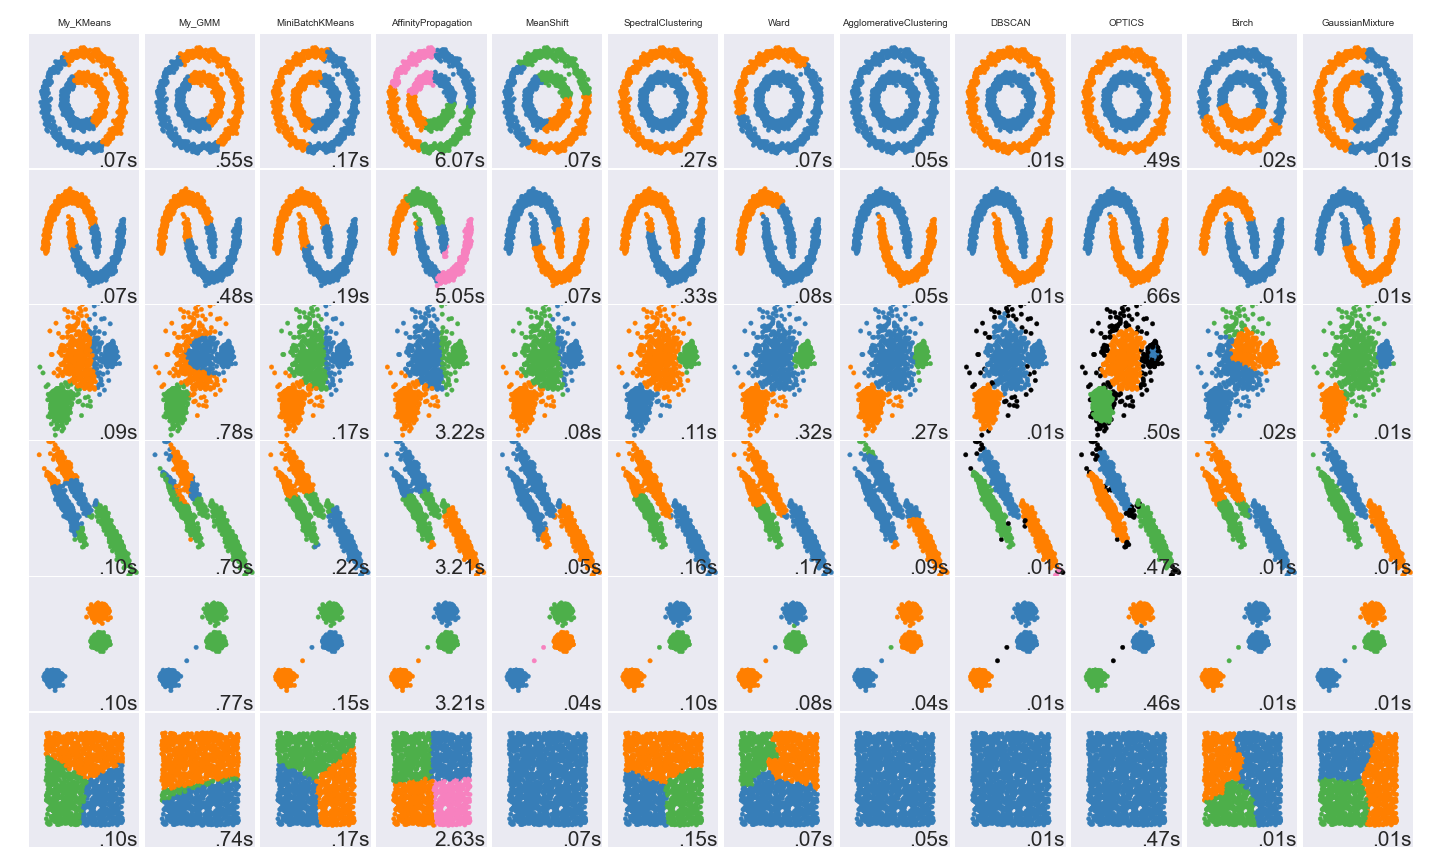 My_KMeans My_GMM MiniBatchKMeans AffinityPropagation MeanShift SpectralClustering Ward AgglomerativeClustering DBSCAN OPTICS Birch GaussianMixture
.07s .55s .17s 6.07s .07s .27s .07s .05s .01s .49s .02s .01s
.07s .48s .19s 5.05s .07s .33s .08s .05s .01s .66s .01s .01s
.09s .78s .17s 3.22s .08s .11s .32s .27s .01s .50s .02s .01s
.10s .79s .22s 3.21s .05s .16s .17s .09s .01s .47s .01s .01s
.10s .77s .15s 3.21s .04s .10s .08s .04s .01s .46s .01s .01s
.10s .74s .17s 2.63s .07s .15s .07s .05s .01s .47s .01s .01s